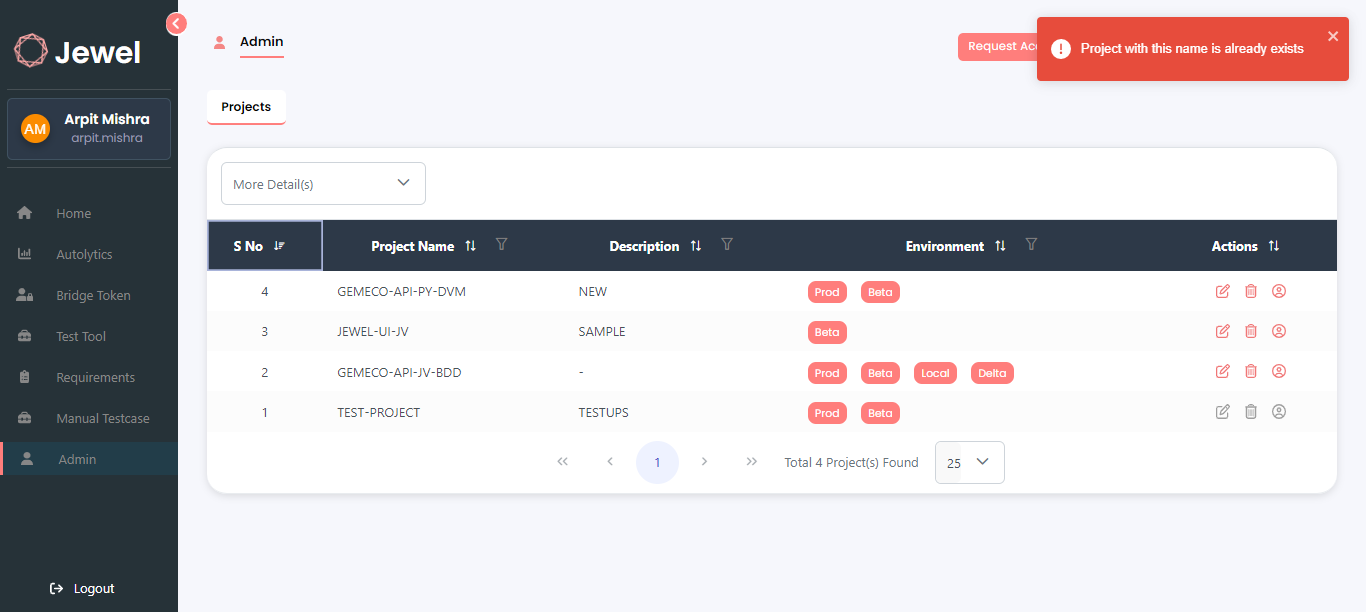 Jewel
AM
Arpit Mishra
arpit.mishra
Home
Autolytics
Bridge Token
Test Tool
Requirements
Manual Testcase
Admin
Logout
Admin
Request Acc
Project with this name is already exists
Projects
More Detail(s)
S No Project Name Description Environment Actions
4 GEMECO-API-PY-DVM NEW Prod Beta
3 JEWEL-UI-JV SAMPLE Beta
2 GEMECO-API-JV-BDD - Prod Beta Local Delta
1 TEST-PROJECT TESTUPS Prod Beta
1 Total 4 Project(s) Found 25